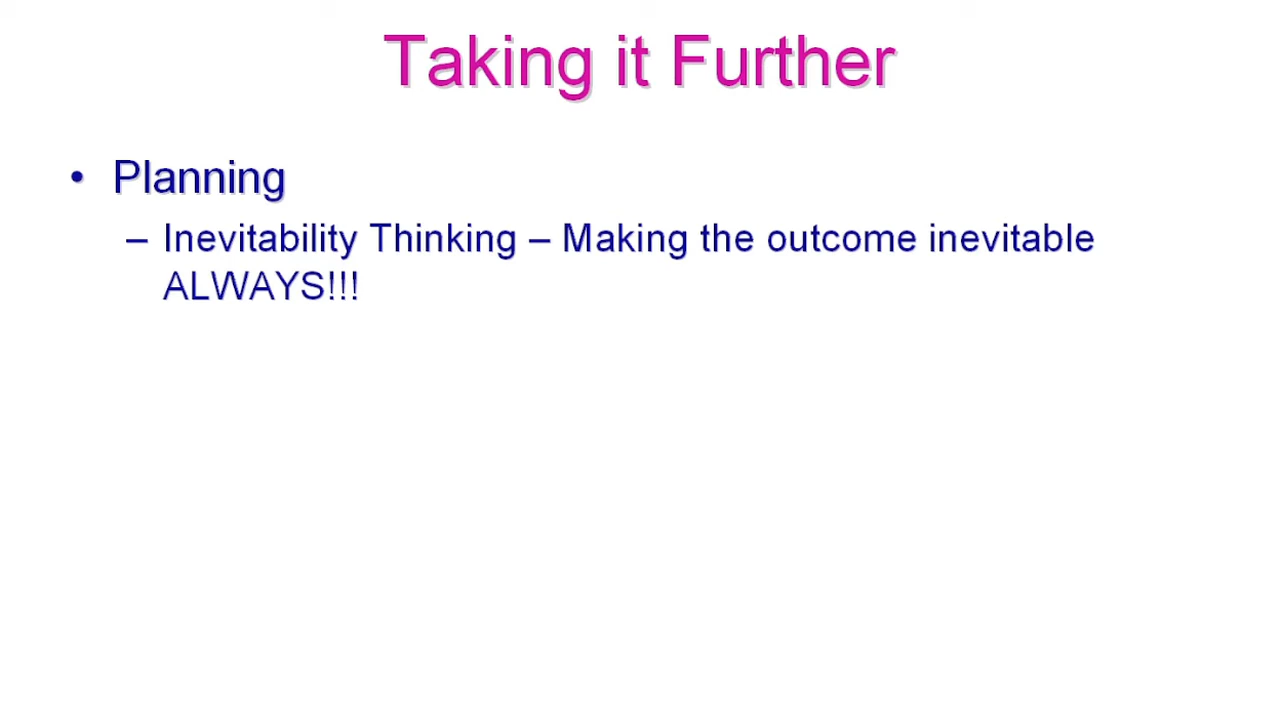 Taking it Further
• Planning
– Inevitability Thinking – Making the outcome inevitable
ALWAYS!!!